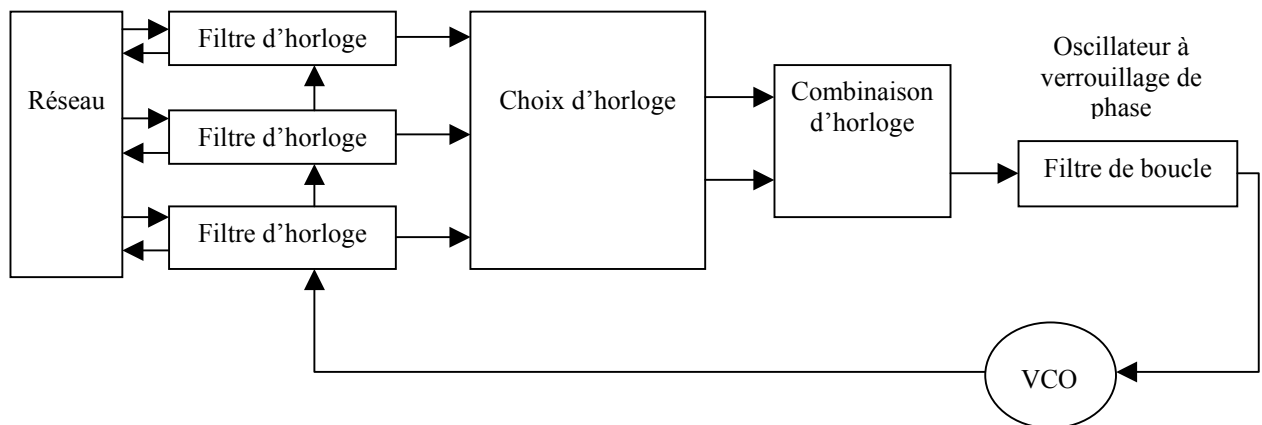 Filtre d’horloge
Oscillateur à
verrouillage de
phase
Réseau
Choix d’horloge
Combinaison
d’horloge
Filtre d’horloge
Filtre de boucle
Filtre d’horloge
VCO